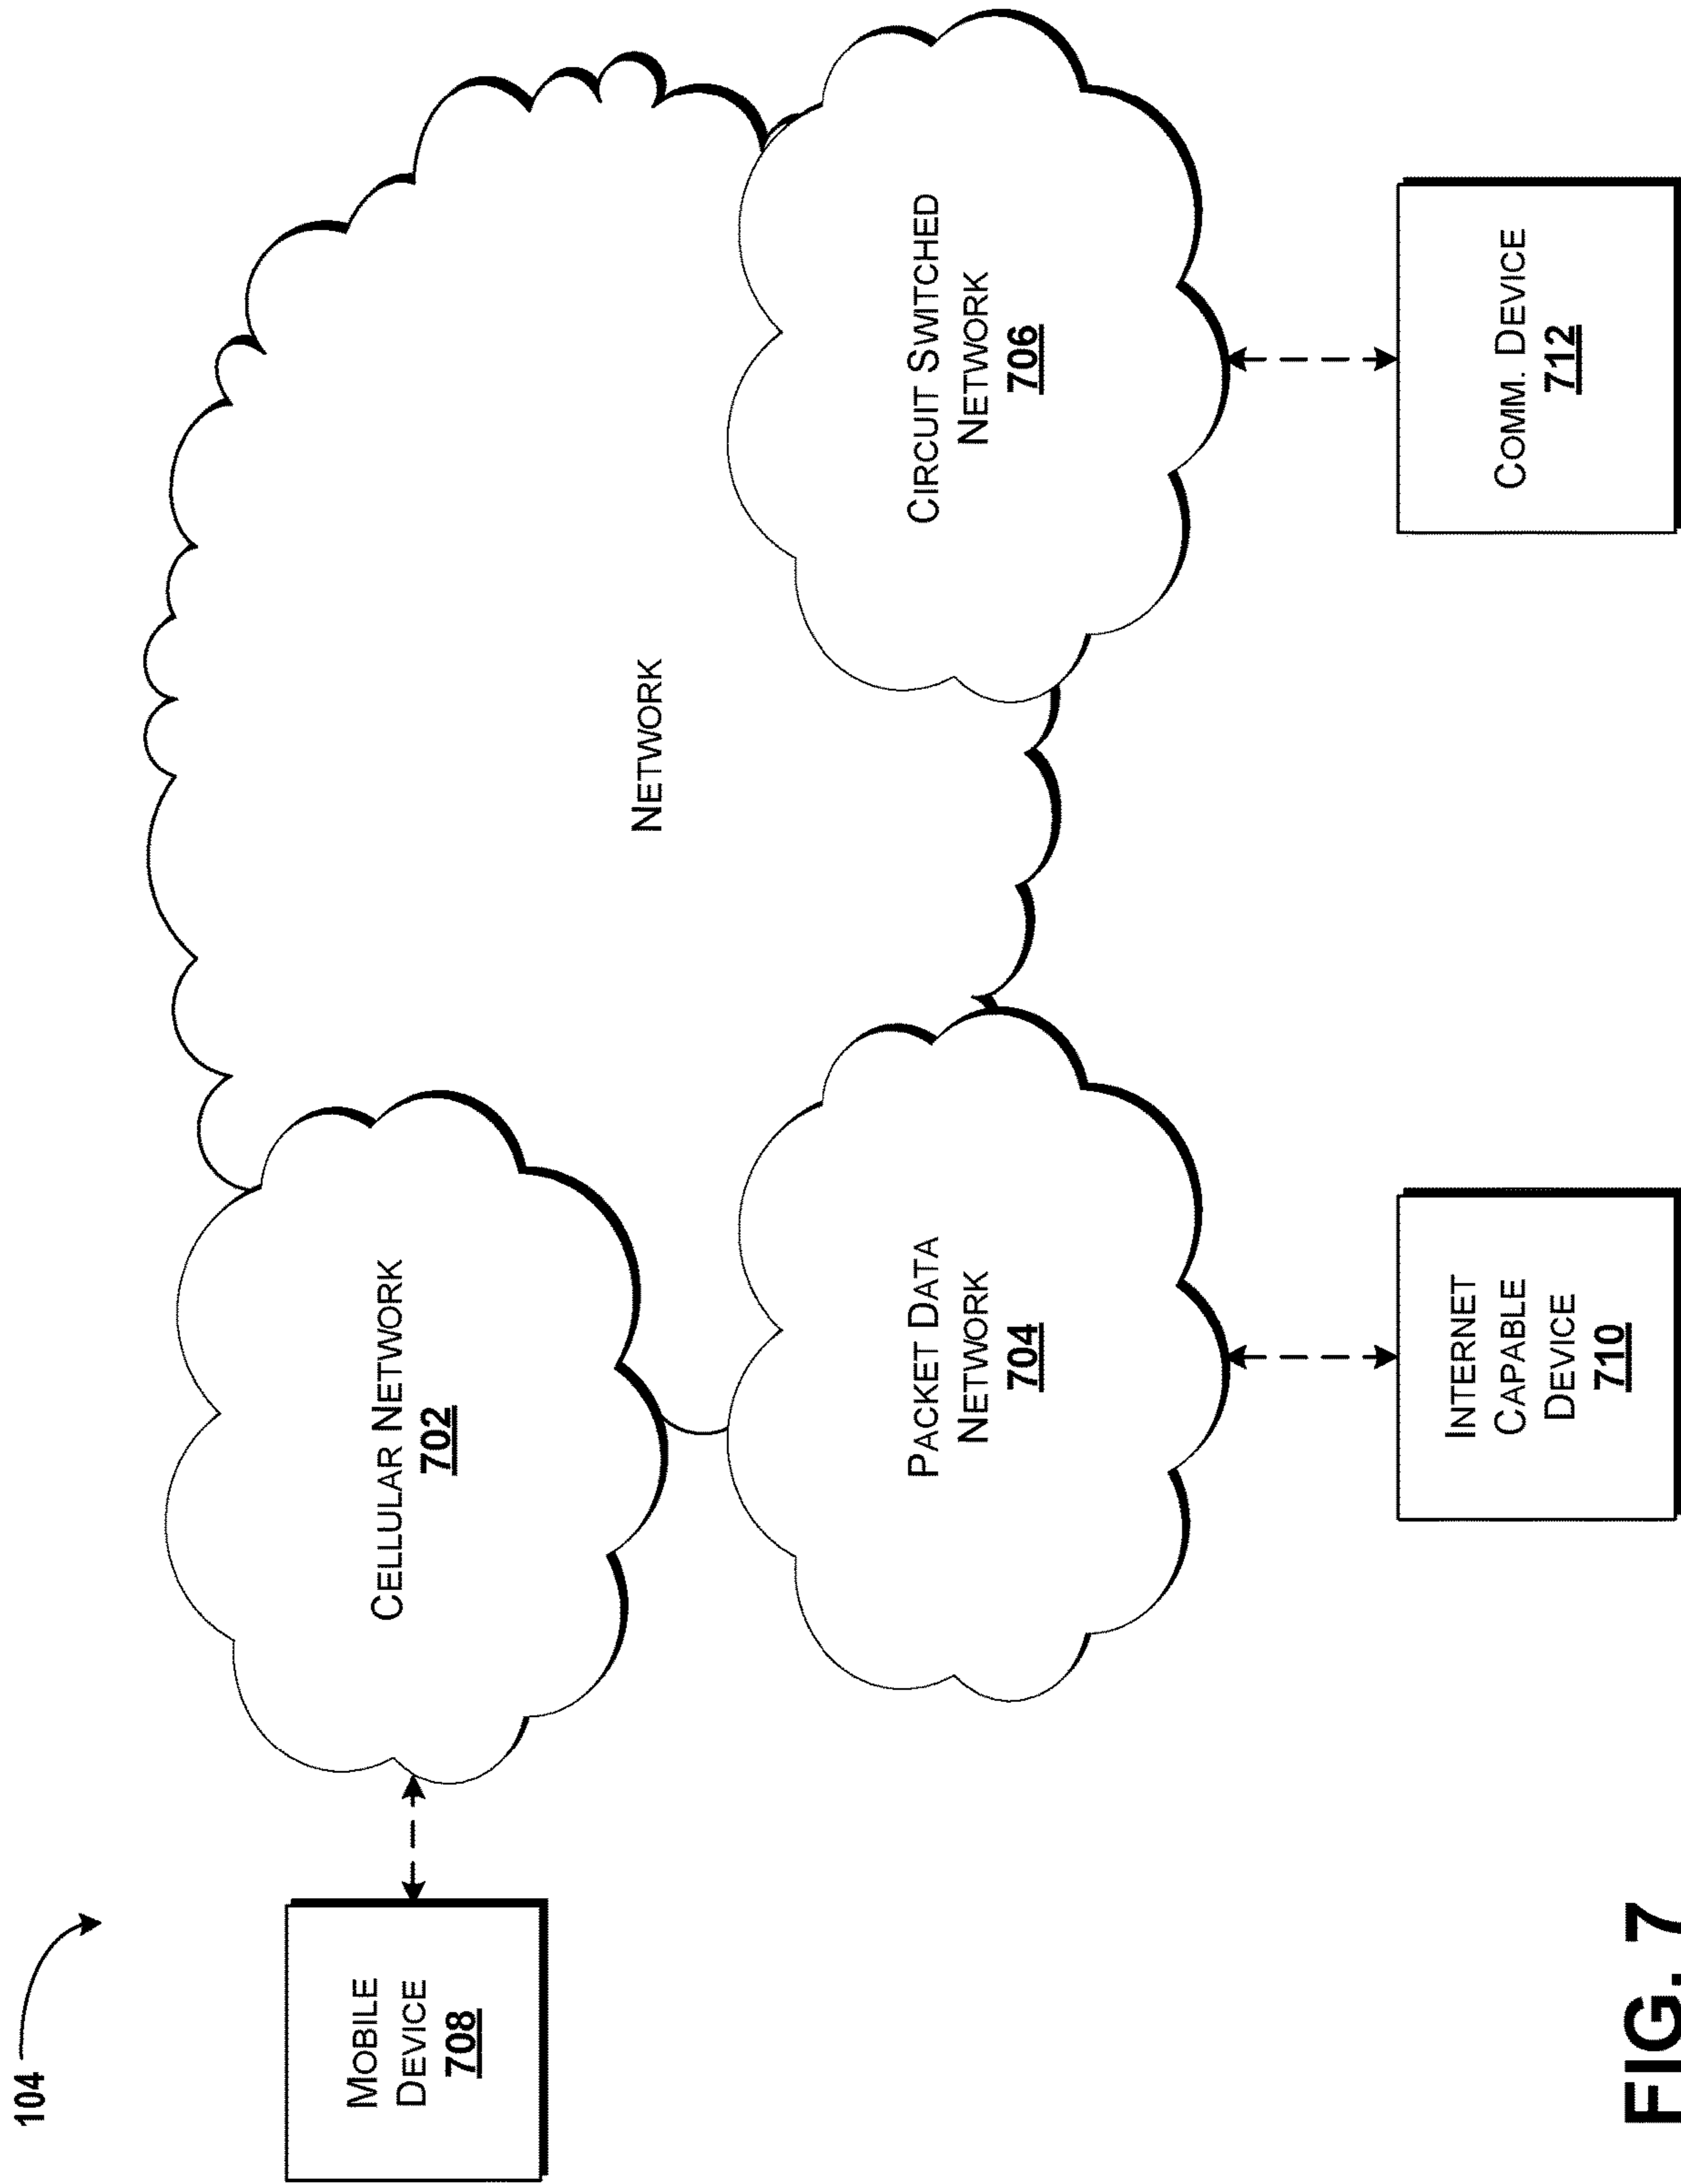 104
MOBILE
DEVICE
708
CELLULAR NETWORK
702
NETWORK
PACKET DATA
NETWORK
704
CIRCUIT SWITCHED
NETWORK
706
INTERNET
CAPABLE
DEVICE
710
COMM. DEVICE
712
FIG. 7